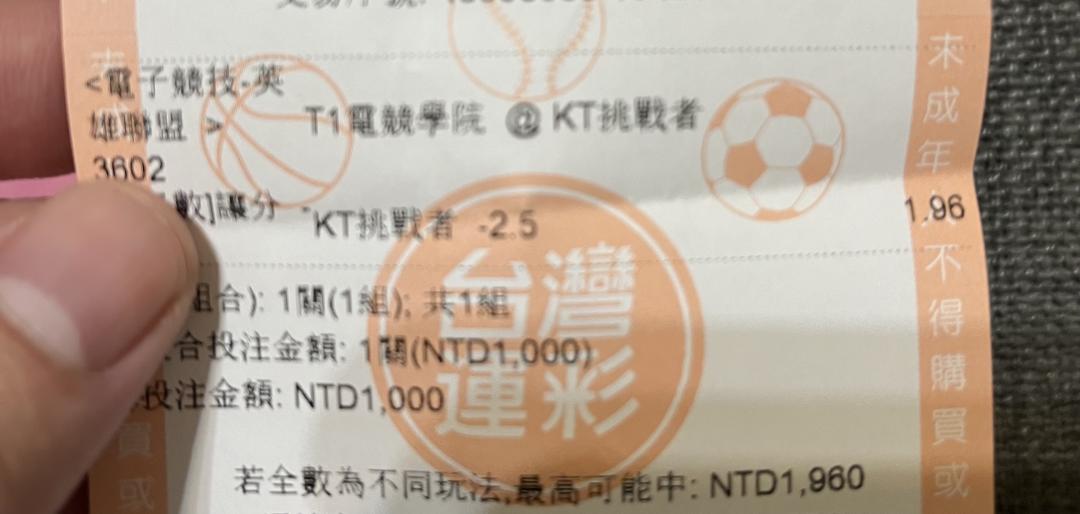 <電子競技-英
雄聯盟 > T1電競學院 @ KT挑戰者
3602
數]讓分 KT挑戰者 -2.5 1.96
組合): 1關(1組); 共1組
合投注金額: 1關(NTD1,000)
投注金額: NTD1,000
若全數為不同玩法,最高可能中: NTD1,960
台灣
運彩
未成年
不得購買或
買或